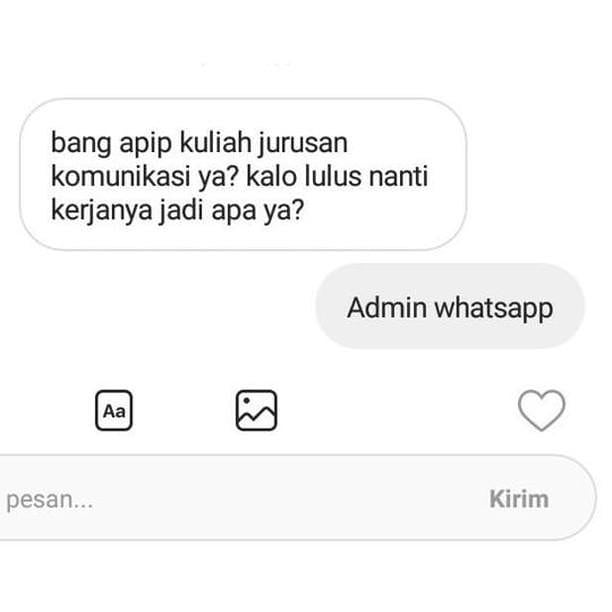 bang apip kuliah jurusan
komunikasi ya? kalo lulus nanti
kerjanya jadi apa ya?
Admin whatsapp
Aa
pesan... Kirim